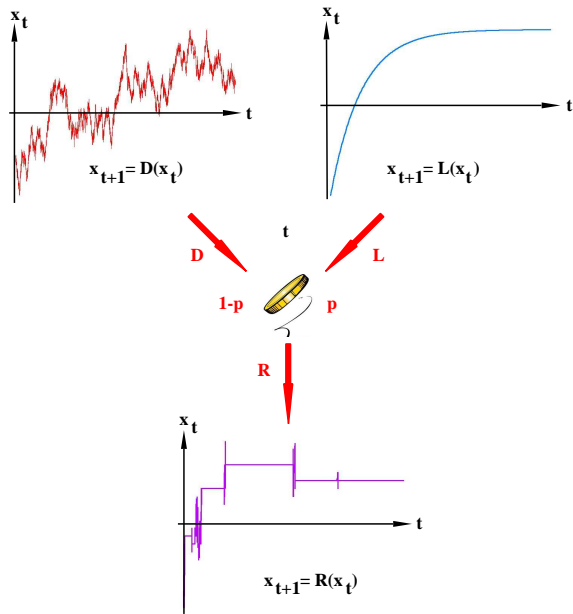 x_t
t
x_{t+1}= D(x_t)
x_t
t
x_{t+1}= L(x_t)
D
t
L
1-p
p
R
x_t
t
x_{t+1}= R(x_t)